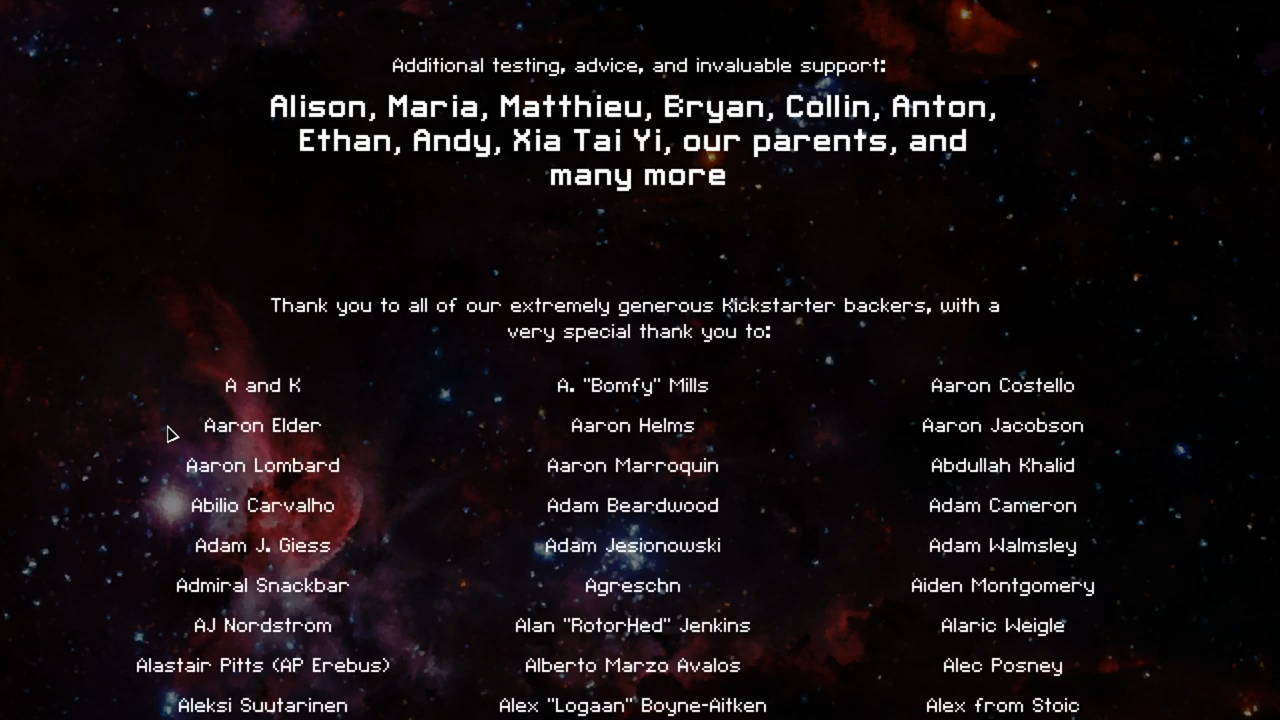 Additional testing, advice, and invaluable support:
Alison, Maria, Matthieu, Bryan, Collin, Anton,
Ethan, Andy, Xia Tai Yi, our parents, and
many more
Thank you to all of our extremely generous Kickstarter backers, with a
very special thank you to:
A and K
A. "Bomfy" Mills
Aaron Costello
Aaron Elder
Aaron Helms
Aaron Jacobson
Aaron Lombard
Aaron Marroquin
Abdullah Khalid
Abilio Carvalho
Adam Beardwood
Adam Cameron
Adam J. Giess
Adam Jesionowski
Adam Walmsley
Admiral Snackbar
Agreschn
Aiden Montgomery
AJ Nordstrom
Alan "RotorHed" Jenkins
Alaric Weigle
Alastair Pitts (AP Erebus)
Alberto Marzo Avalos
Alec Posney
Aleksi Suutarinen
Alex "Logaan" Boyne-Aitken
Alex from Stoic